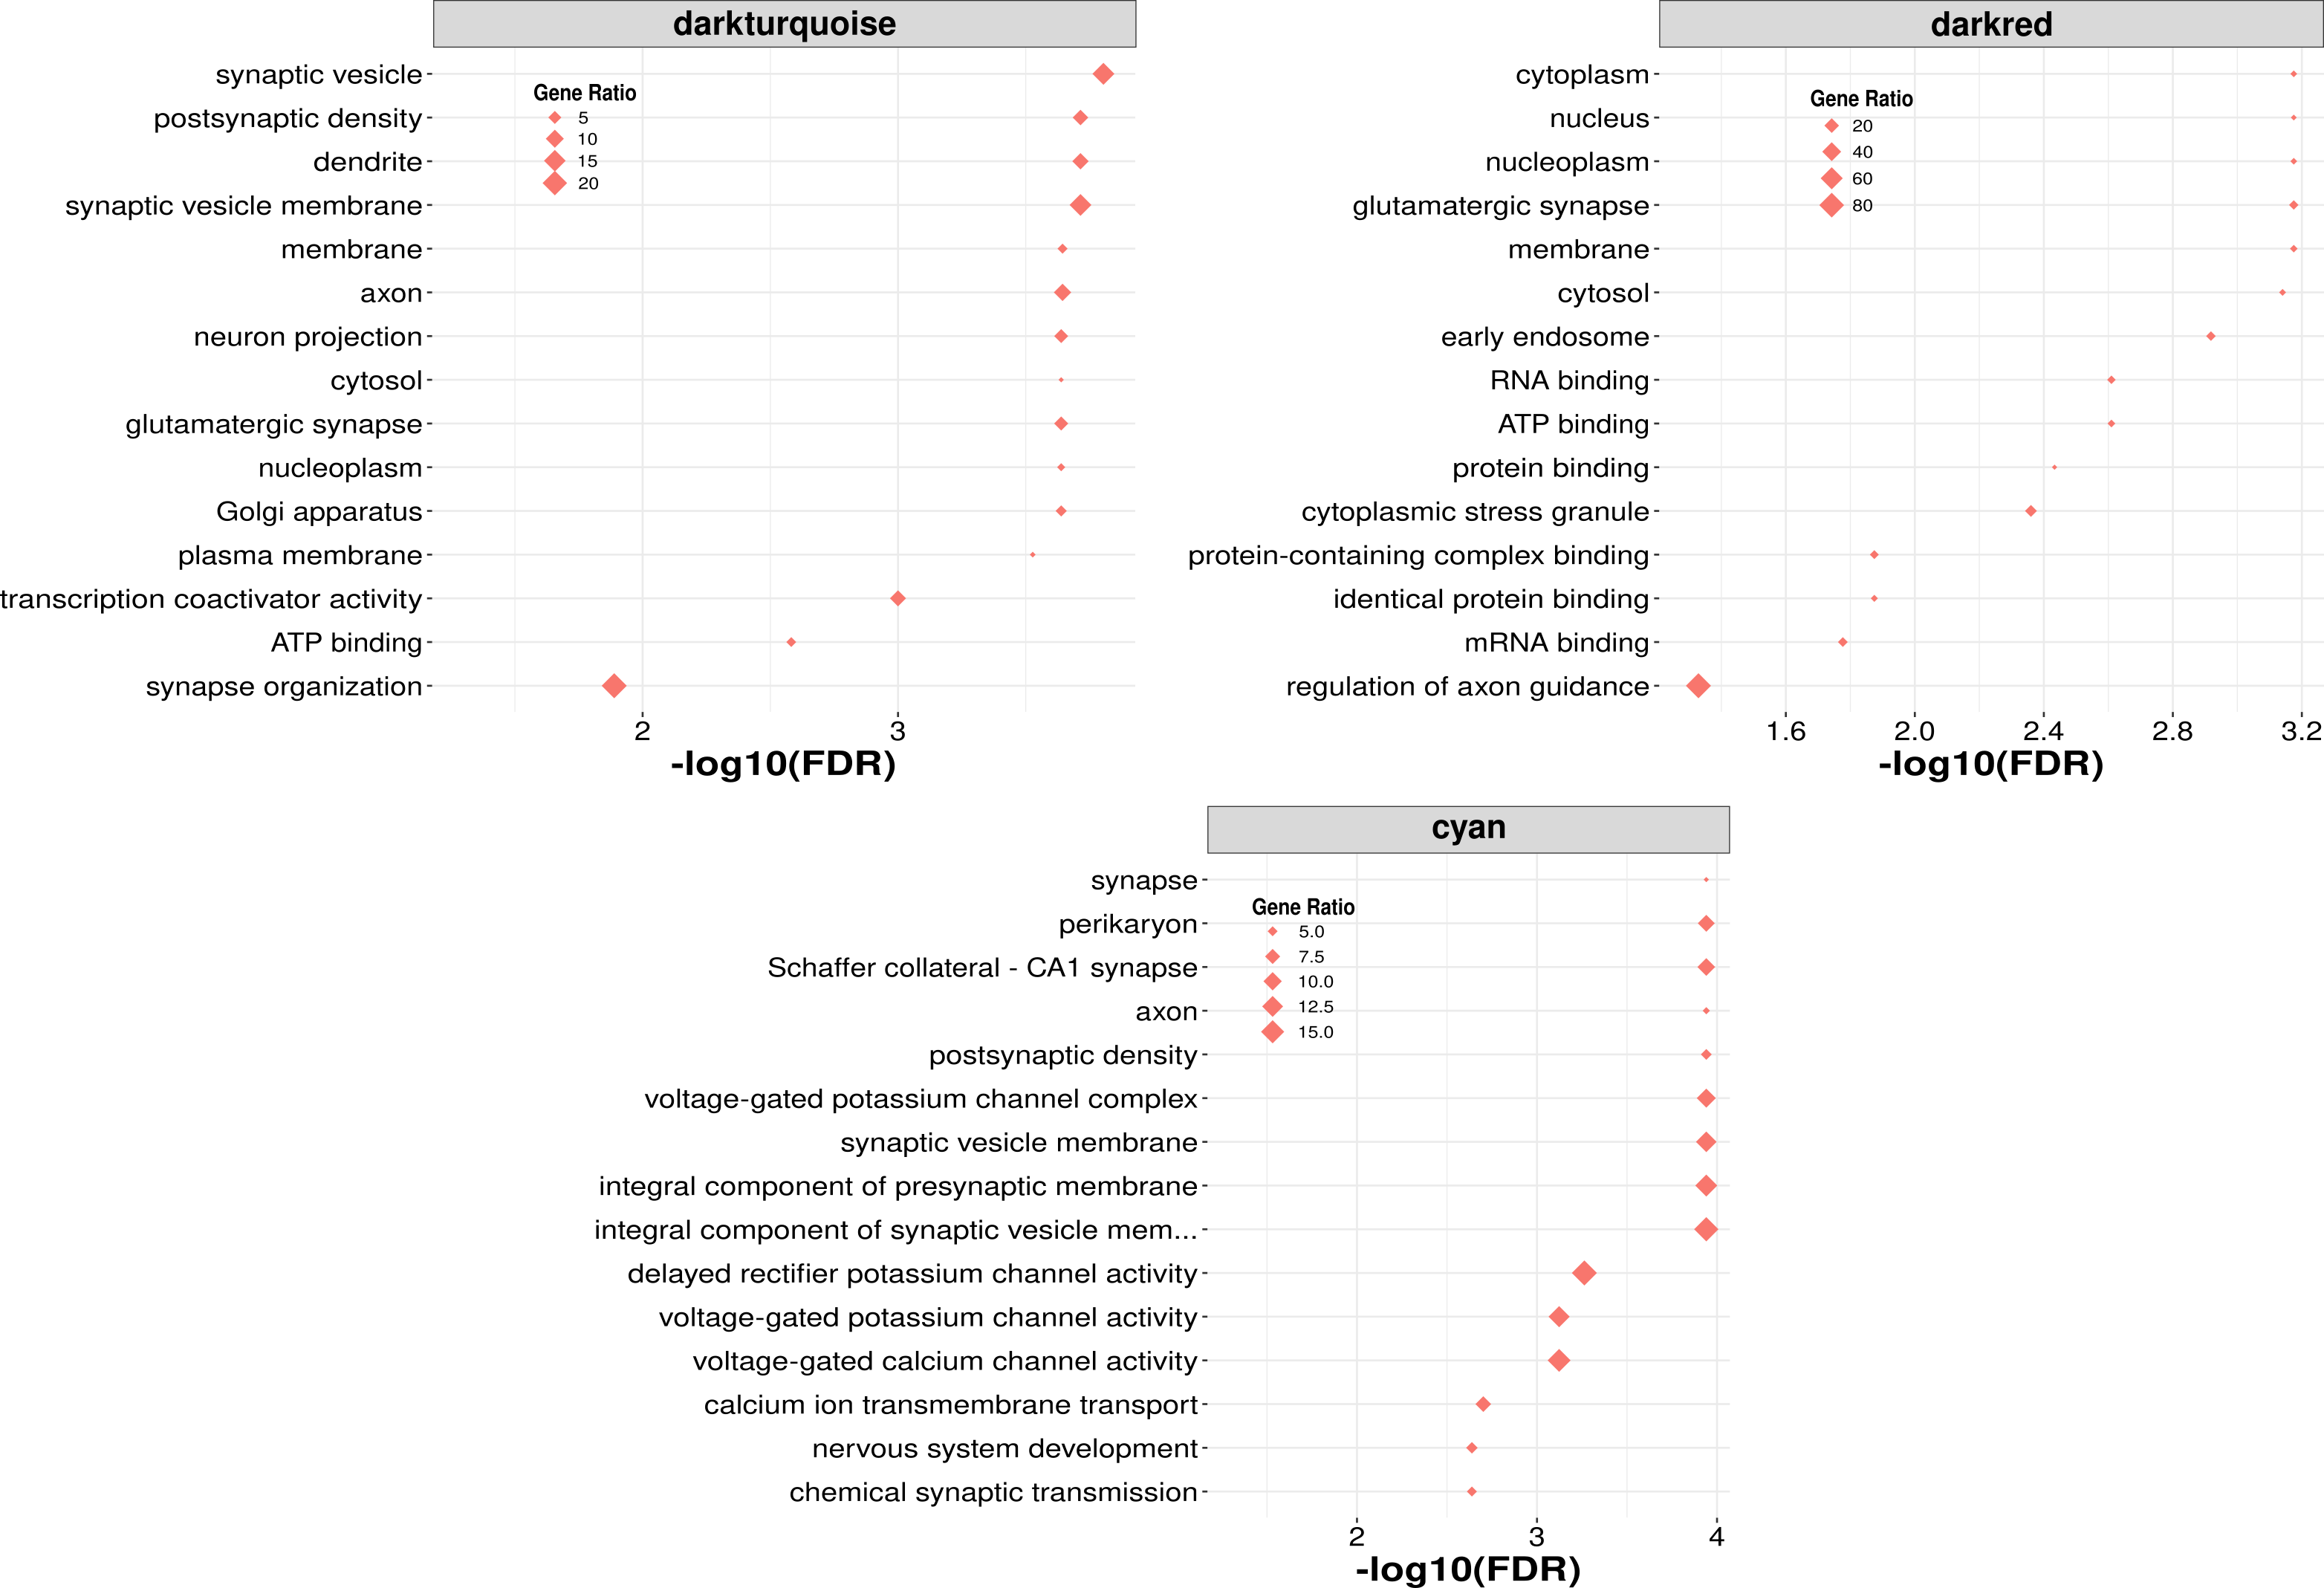 darkturquoise
synaptic vesicle
postsynaptic density
dendrite
synaptic vesicle membrane
membrane
axon
neuron projection
cytosol
glutamatergic synapse
nucleoplasm
Golgi apparatus
plasma membrane
transcription coactivator activity
ATP binding
synapse organization
Gene Ratio
5
10
15
20
2 3
-log10(FDR)
darkred
cytoplasm
nucleus
nucleoplasm
glutamatergic synapse
membrane
cytosol
early endosome
RNA binding
ATP binding
protein binding
cytoplasmic stress granule
protein-containing complex binding
identical protein binding
mRNA binding
regulation of axon guidance
Gene Ratio
20
40
60
80
1.6 2.0 2.4 2.8 3.2
-log10(FDR)
cyan
synapse
perikaryon
Schaffer collateral - CA1 synapse
axon
postsynaptic density
voltage-gated potassium channel complex
synaptic vesicle membrane
integral component of presynaptic membrane
integral component of synaptic vesicle mem...
delayed rectifier potassium channel activity
voltage-gated potassium channel activity
voltage-gated calcium channel activity
calcium ion transmembrane transport
nervous system development
chemical synaptic transmission
Gene Ratio
5.0
7.5
10.0
12.5
15.0
2 3 4
-log10(FDR)